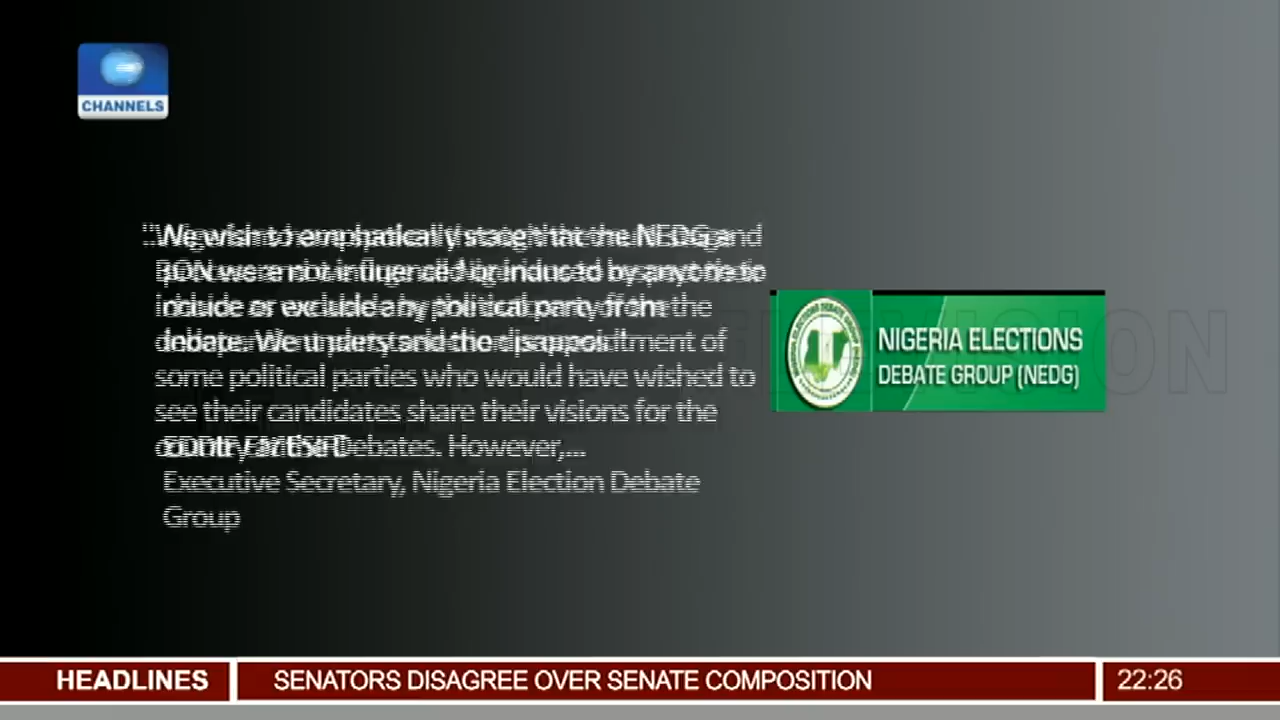 CHANNELS
"We wish to emphatically state that the NEDG and
BON were not influenced or induced by anyone to
include or exclude any political party from the
debate. We understand the disappointment of
some political parties who would have wished to
see their candidates share their visions for the
country at the Debates. However,...
Executive Secretary, Nigeria Election Debate
Group
NIGERIA ELECTIONS
DEBATE GROUP (NEDG)
HEADLINES
SENATORS DISAGREE OVER SENATE COMPOSITION
22:26